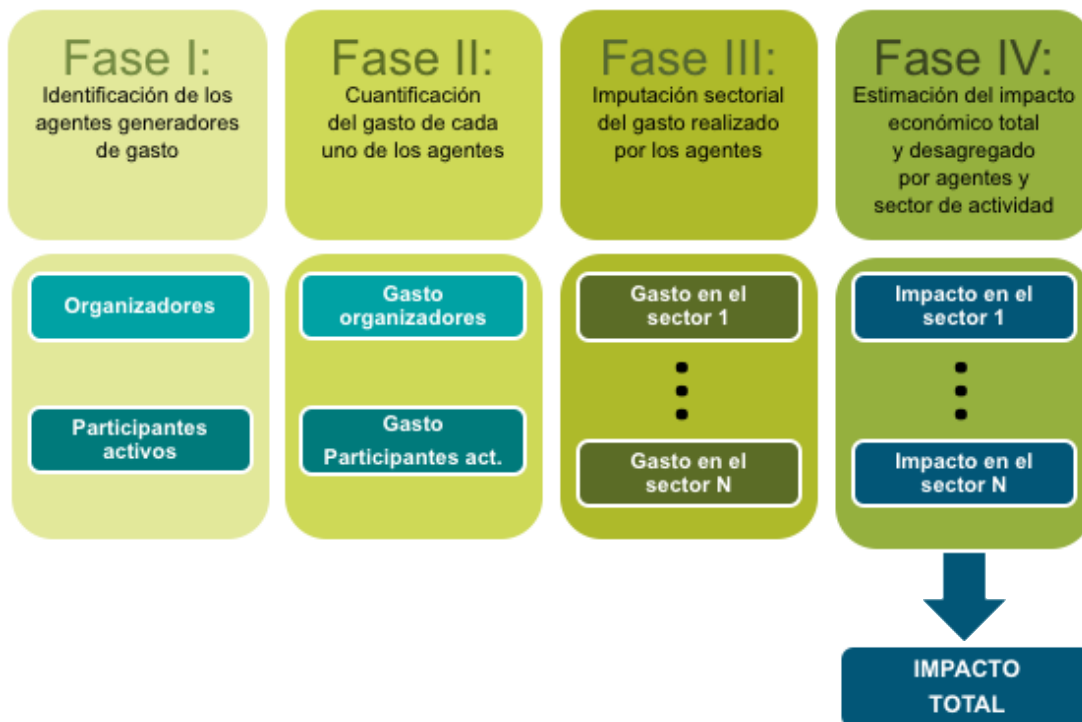 Fase I:
Identificación de los
agentes generadores
de gasto
Fase II:
Cuantificación
del gasto de cada
uno de los agentes
Fase III:
Imputación sectorial
del gasto realizado
por los agentes
Fase IV:
Estimación del impacto
económico total
y desagregado
por agentes y
sector de actividad
Organizadores
Participantes
activos
Gasto
organizadores
Gasto
Participantes act.
Gasto en el
sector 1
Gasto en el
sector N
Impacto en el
sector 1
Impacto en el
sector N
IMPACTO
TOTAL